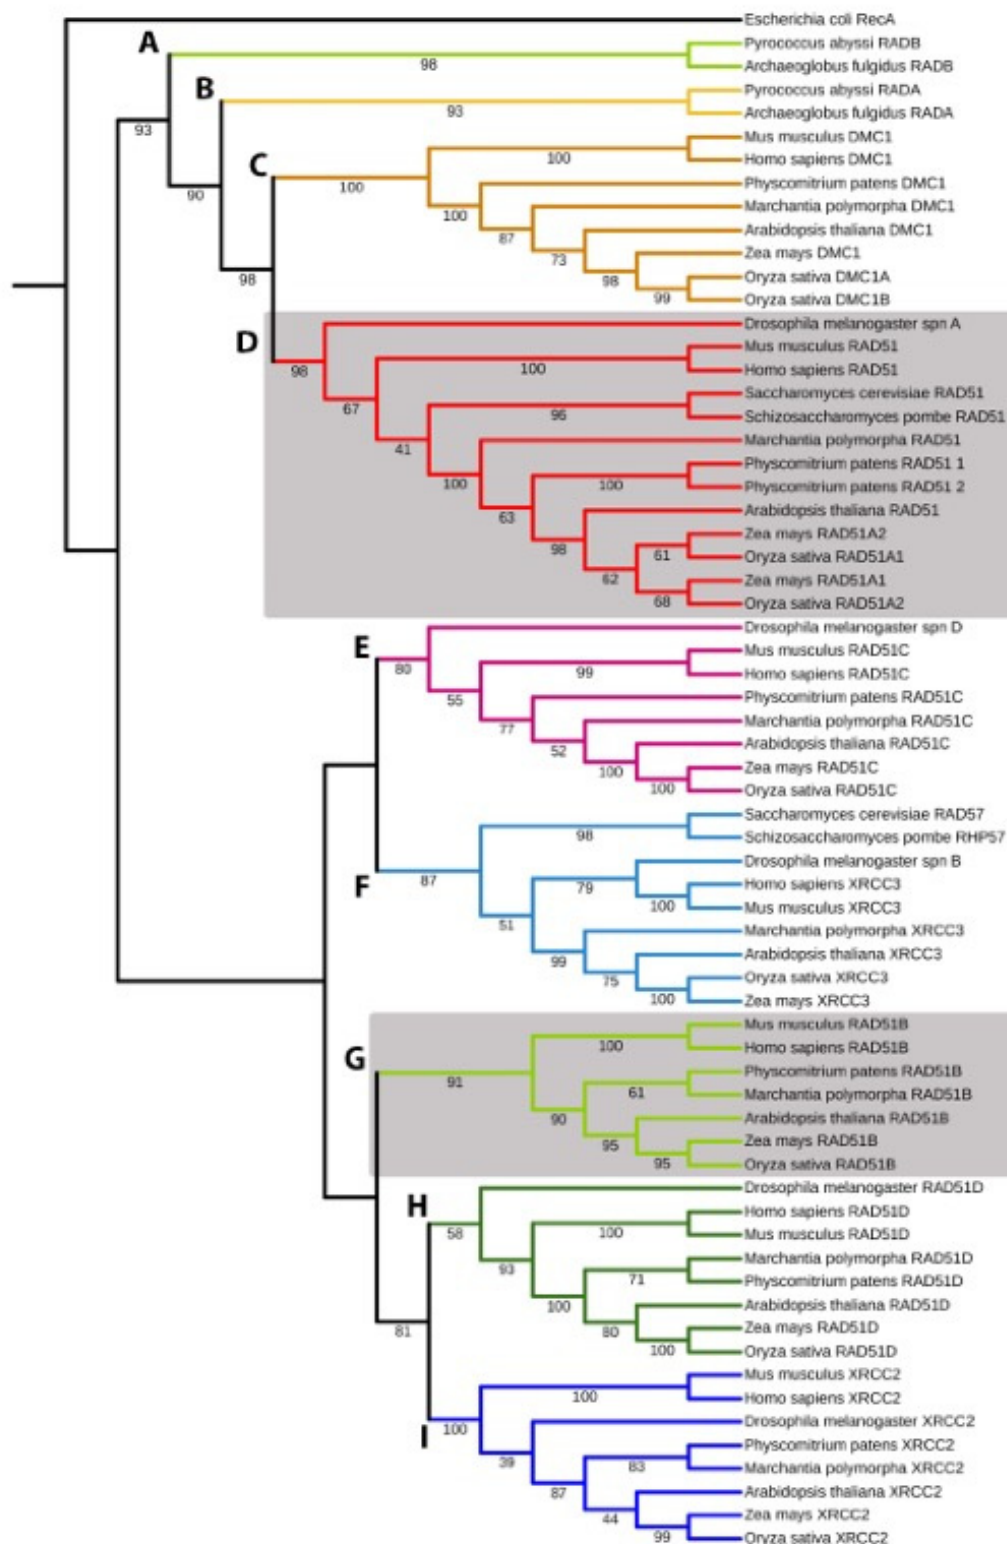 Escherichia coli RecA
A
Pyrococcus abyssi RADB
98
Archaeoglobus fulgidus RADB
B
Pyrococcus abyssi RADA
93
Archaeoglobus fulgidus RADA
93
Mus musculus DMC1
100
Homo sapiens DMC1
C
Physcomitrium patens DMC1
100
90
Marchantia polymorpha DMC1
100
Arabidopsis thaliana DMC1
87
Zea mays DMC1
73
Oryza sativa DMC1A
98
98
Oryza sativa DMC1B
99
Drosophila melanogaster spn A
D
Mus musculus RAD51
98
100
Homo sapiens RAD51
Saccharomyces cerevisiae RAD51
67
96
Schizosaccharomyces pombe RAD51
Marchantia polymorpha RAD51
41
Physcomitrium patens RAD51 1
100
100
Physcomitrium patens RAD51 2
Arabidopsis thaliana RAD51
63
Zea mays RAD51A2
98
61
Oryza sativa RAD51A1
62
Zea mays RAD51A1
68
Oryza sativa RAD51A2
Drosophila melanogaster spn D
E
Mus musculus RAD51C
80
99
Homo sapiens RAD51C
55
Physcomitrium patens RAD51C
77
Marchantia polymorpha RAD51C
52
Arabidopsis thaliana RAD51C
100
Zea mays RAD51C
100
Oryza sativa RAD51C
Saccharomyces cerevisiae RAD57
98
Schizosaccharomyces pombe RHP57
Drosophila melanogaster spn B
F
87
79
Homo sapiens XRCC3
100
Mus musculus XRCC3
51
Marchantia polymorpha XRCC3
99
Arabidopsis thaliana XRCC3
75
Oryza sativa XRCC3
100
Zea mays XRCC3
Mus musculus RAD51B
100
Homo sapiens RAD51B
G
91
Physcomitrium patens RAD51B
61
Marchantia polymorpha RAD51B
90
Arabidopsis thaliana RAD51B
95
Zea mays RAD51B
95
Oryza sativa RAD51B
Drosophila melanogaster RAD51D
H
Homo sapiens RAD51D
58
100
Mus musculus RAD51D
93
Marchantia polymorpha RAD51D
71
Physcomitrium patens RAD51D
100
Arabidopsis thaliana RAD51D
81
80
Zea mays RAD51D
100
Oryza sativa RAD51D
Mus musculus XRCC2
100
Homo sapiens XRCC2
I
100
Drosophila melanogaster XRCC2
39
Physcomitrium patens XRCC2
83
Marchantia polymorpha XRCC2
87
Arabidopsis thaliana XRCC2
44
Zea mays XRCC2
99
Oryza sativa XRCC2